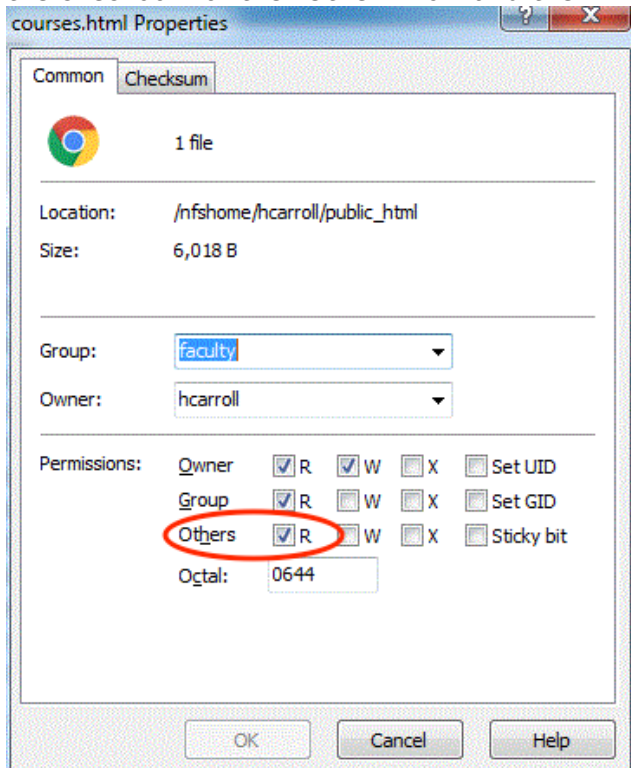 courses.html Properties
?
X
Common Checksum
1 file
Location: /nfshome/hcarroll/public_html
Size: 6,018 B
Group: faculty
Owner: hcarroll
Permissions: Owner R W X Set UID
Group R W X Set GID
Others R W X Sticky bit
Octal: 0644
OK Cancel Help